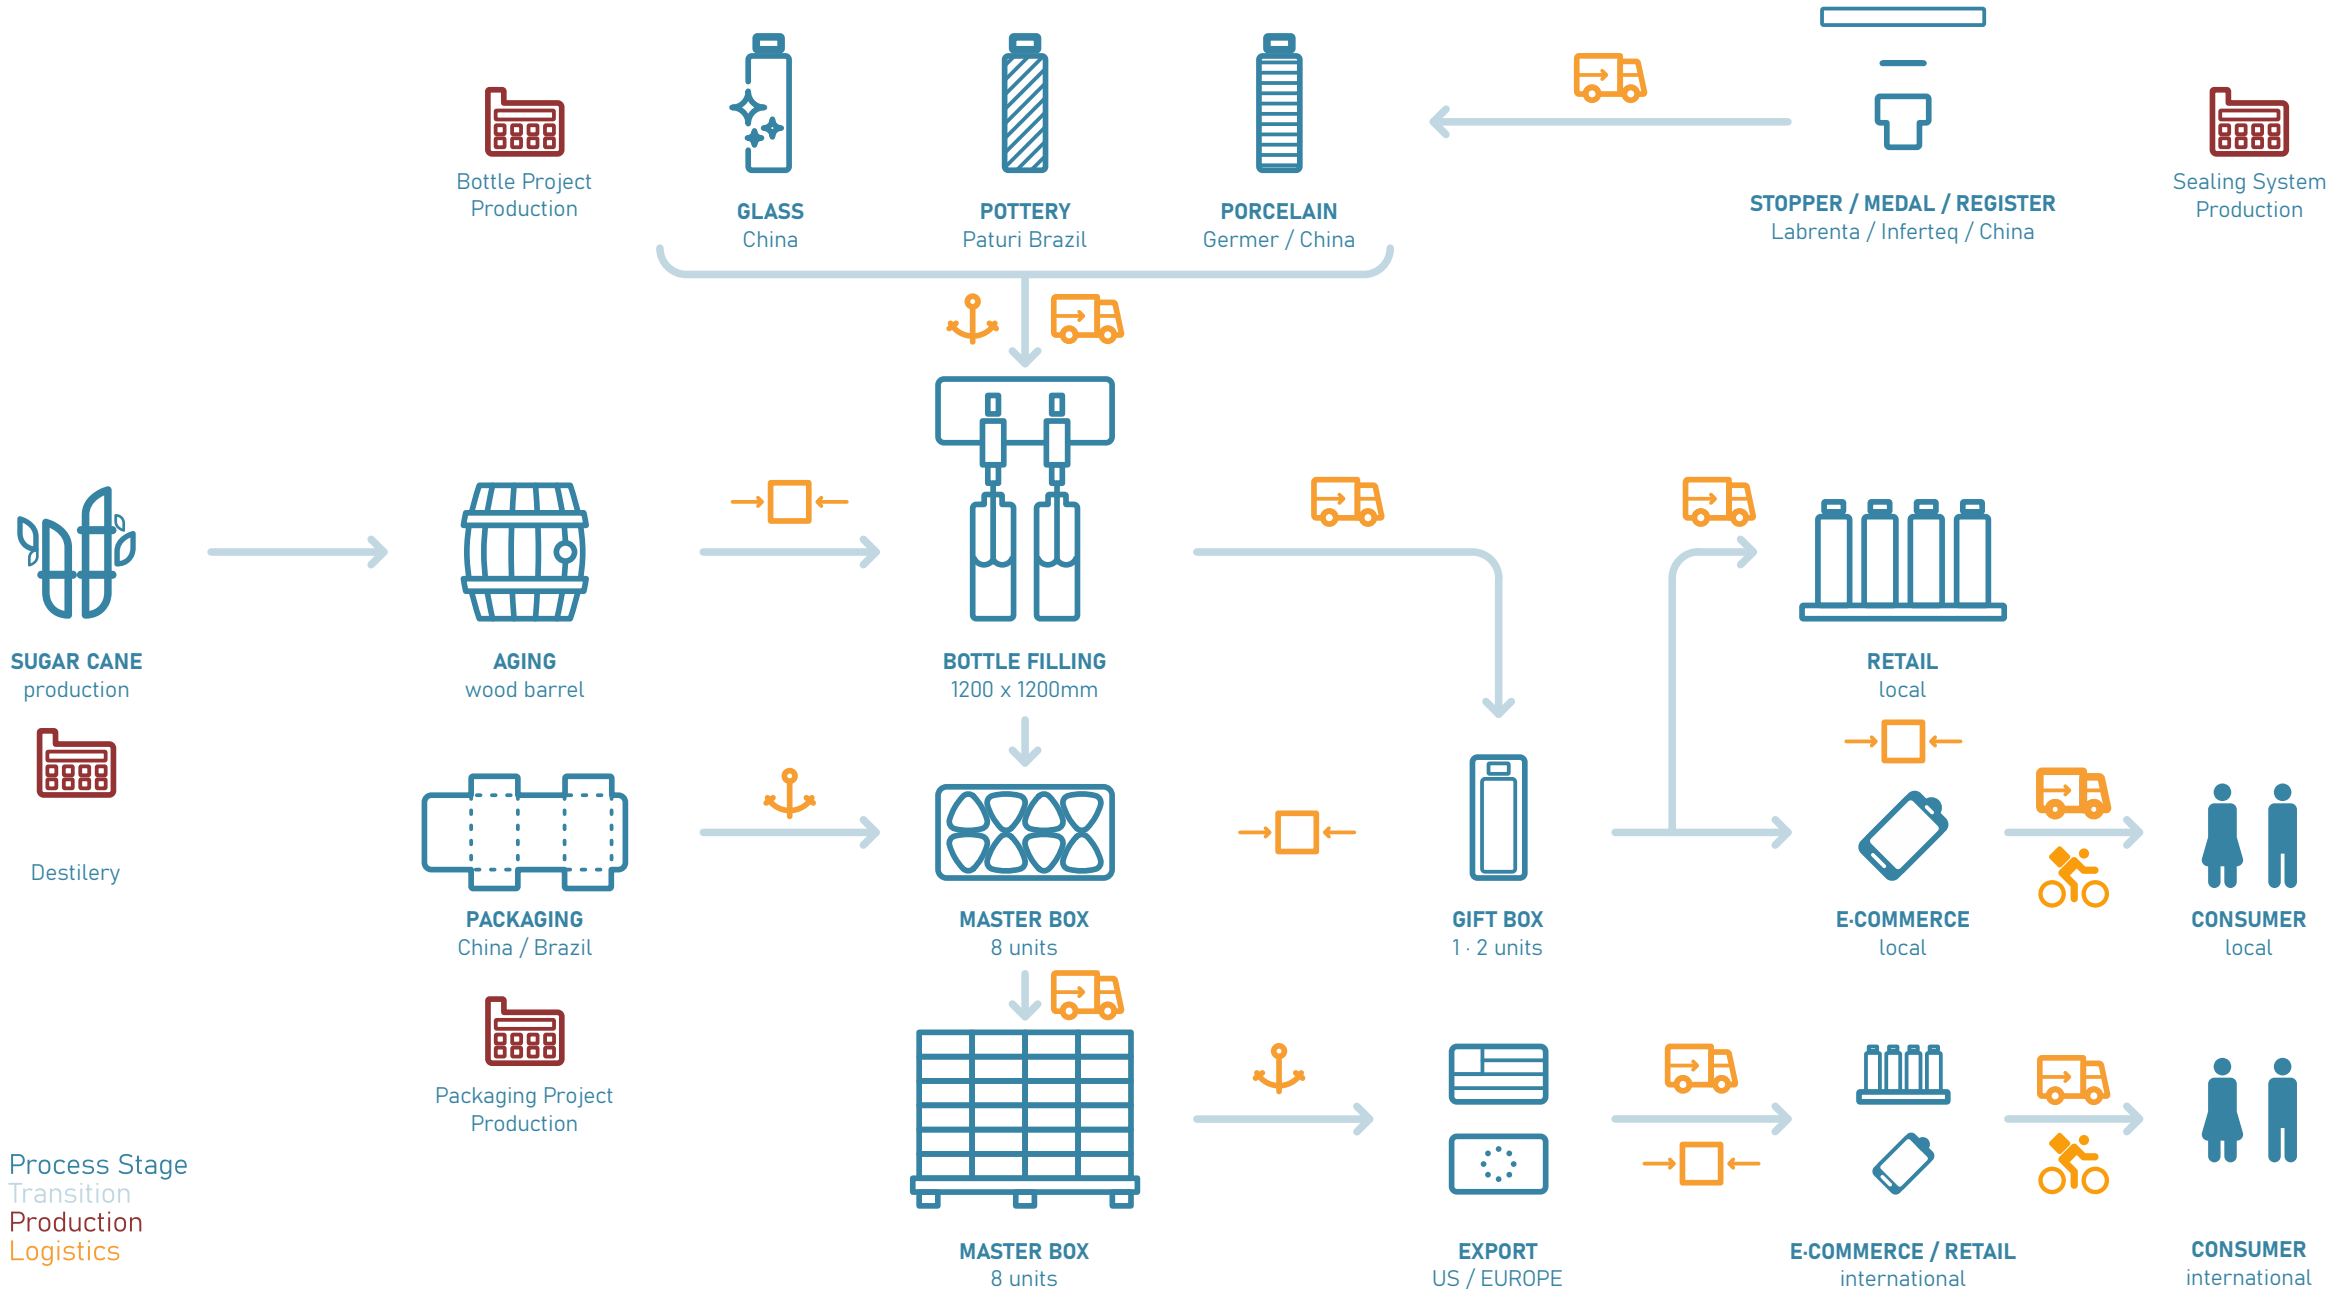 Bottle Project
Production
GLASS
China
POTTERY
Paturi Brazil
PORCELAIN
Germer / China
STOPPER / MEDAL / REGISTER
Labrenta / Inferteq / China
Sealing System
Production
SUGAR CANE
production
AGING
wood barrel
BOTTLE FILLING
1200 x 1200mm
RETAIL
local
Destilery
PACKAGING
China / Brazil
MASTER BOX
8 units
GIFT BOX
1 · 2 units
E·COMMERCE
local
CONSUMER
local
Packaging Project
Production
Process Stage
Transition
Production
Logistics
MASTER BOX
8 units
EXPORT
US / EUROPE
E·COMMERCE / RETAIL
international
CONSUMER
international